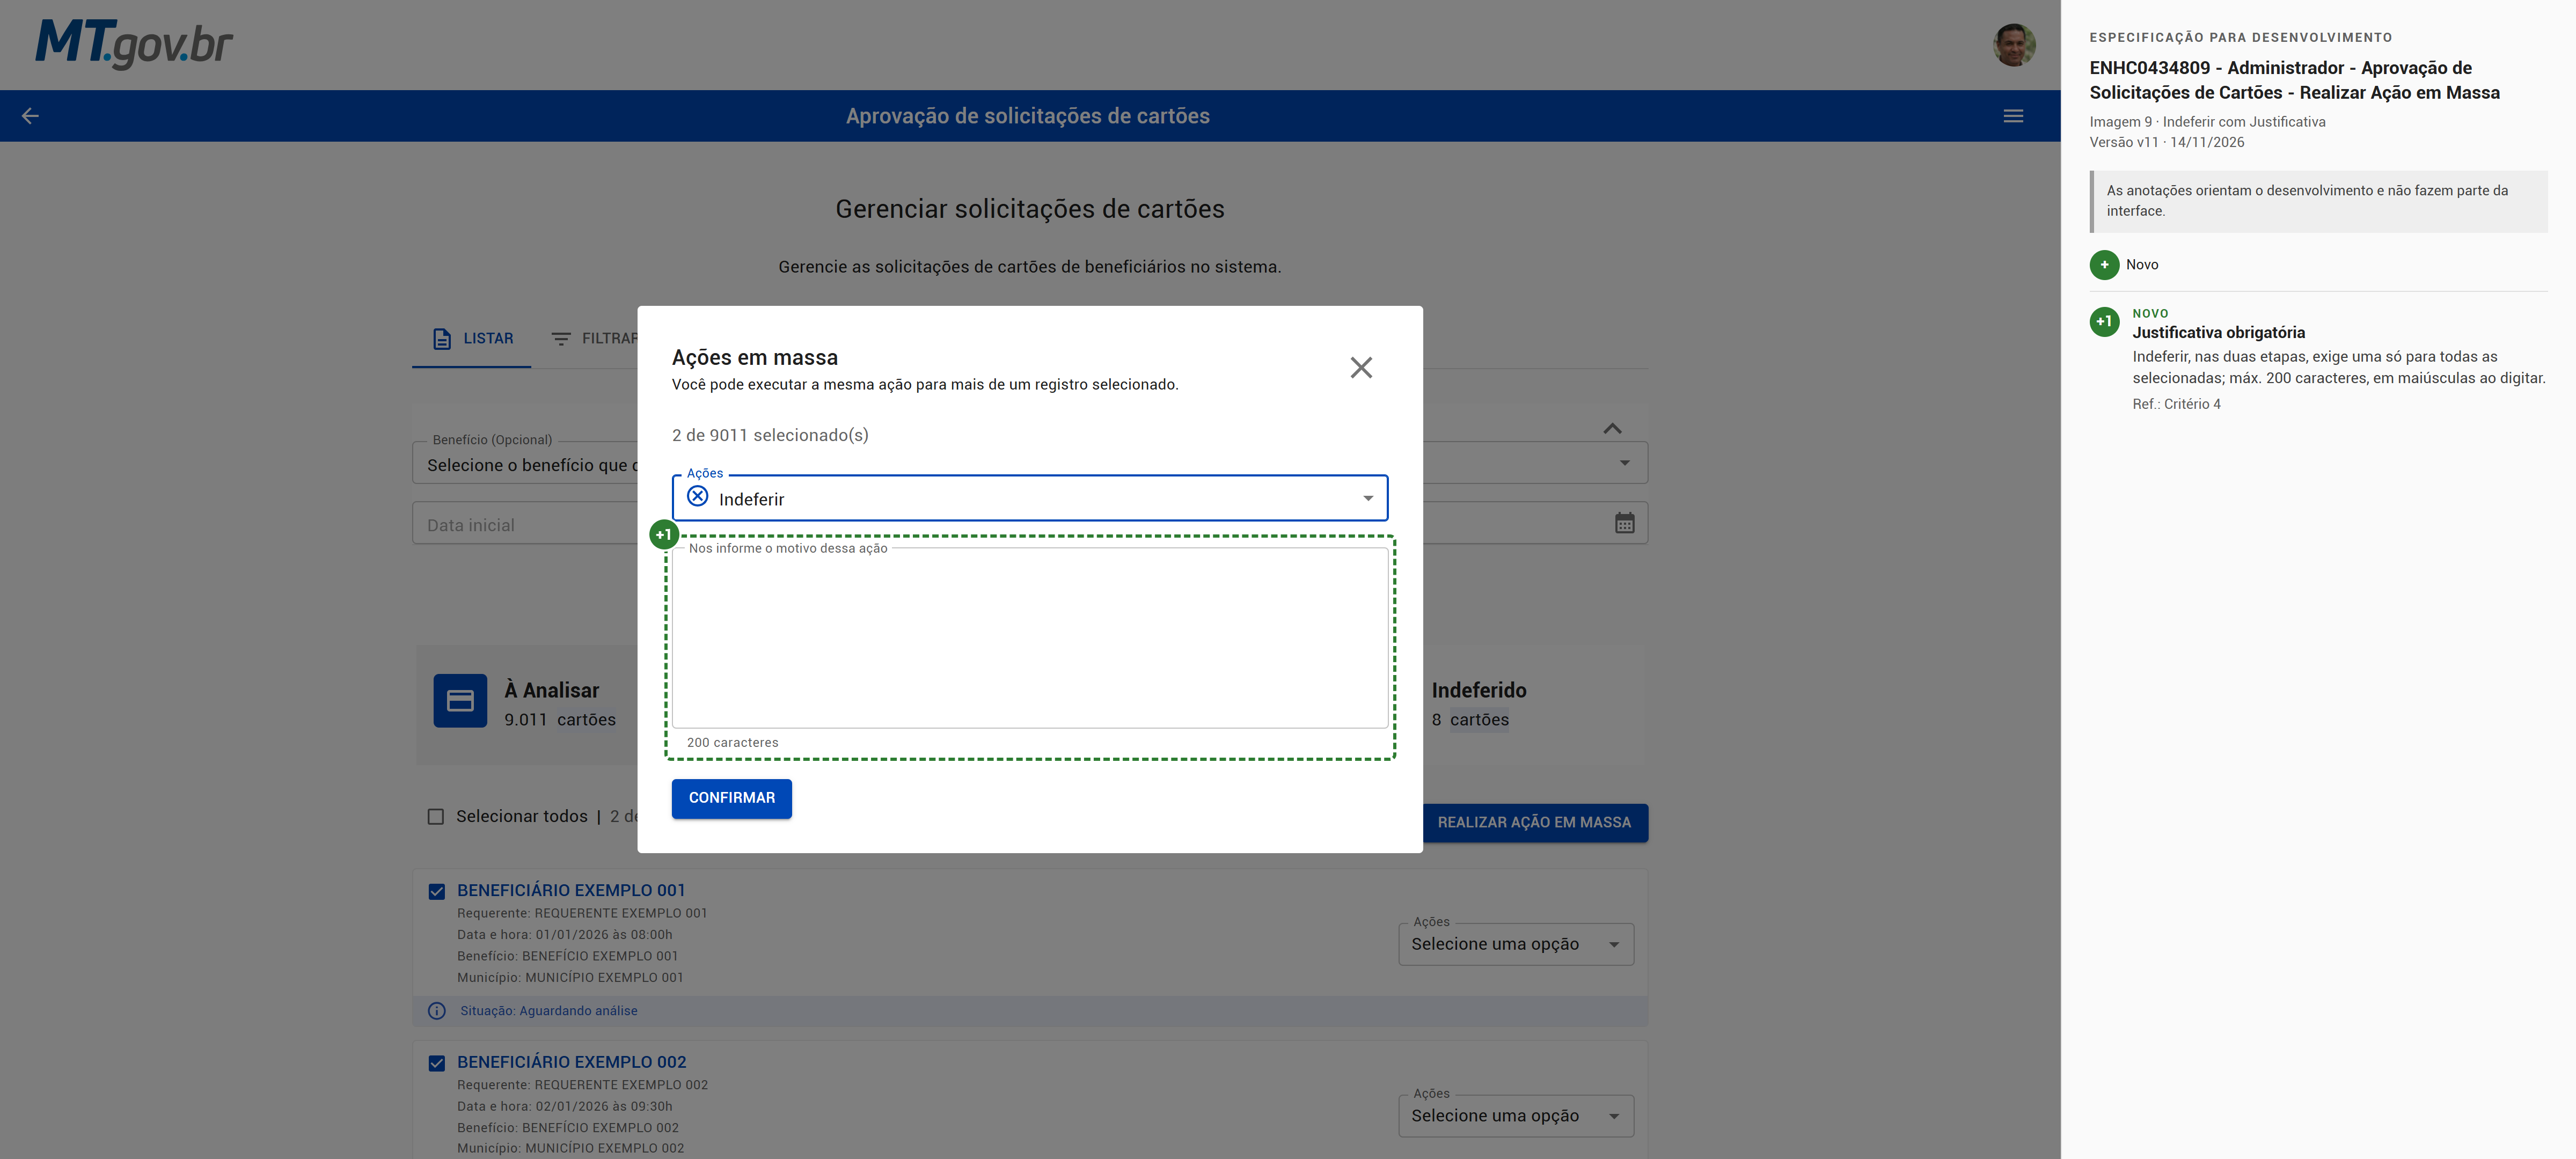 MT.gov.br
Aprovação de solicitações de cartões
Gerenciar solicitações de cartões
Gerencie as solicitações de cartões de beneficiários no sistema.
LISTAR
FILTRAR
Benefício (Opcional)
Selecione o benefício que
Data inicial
À Analisar
9.011 cartões
Indeferido
8 cartões
Selecionar todos | 2 de
REALIZAR AÇÃO EM MASSA
Ações em massa
Você pode executar a mesma ação para mais de um registro selecionado.
2 de 9011 selecionado(s)
Ações
Indeferir
+1
Nos informe o motivo dessa ação
200 caracteres
CONFIRMAR
BENEFICIÁRIO EXEMPLO 001
Requerente: REQUERENTE EXEMPLO 001
Data e hora: 01/01/2026 às 08:00h
Benefício: BENEFÍCIO EXEMPLO 001
Município: MUNICÍPIO EXEMPLO 001
Ações
Selecione uma opção
Situação: Aguardando análise
BENEFICIÁRIO EXEMPLO 002
Requerente: REQUERENTE EXEMPLO 002
Data e hora: 02/01/2026 às 09:30h
Benefício: BENEFÍCIO EXEMPLO 002
Município: MUNICÍPIO EXEMPLO 002
Ações
Selecione uma opção
ESPECIFICAÇÃO PARA DESENVOLVIMENTO
ENHC0434809 - Administrador - Aprovação de
Solicitações de Cartões - Realizar Ação em Massa
Imagem 9 · Indeferir com Justificativa
Versão v11 · 14/11/2026
As anotações orientam o desenvolvimento e não fazem parte da
interface.
+ Novo
+1
NOVO
Justificativa obrigatória
Indeferir, nas duas etapas, exige uma só para todas as
selecionadas; máx. 200 caracteres, em maiúsculas ao digitar.
Ref.: Critério 4